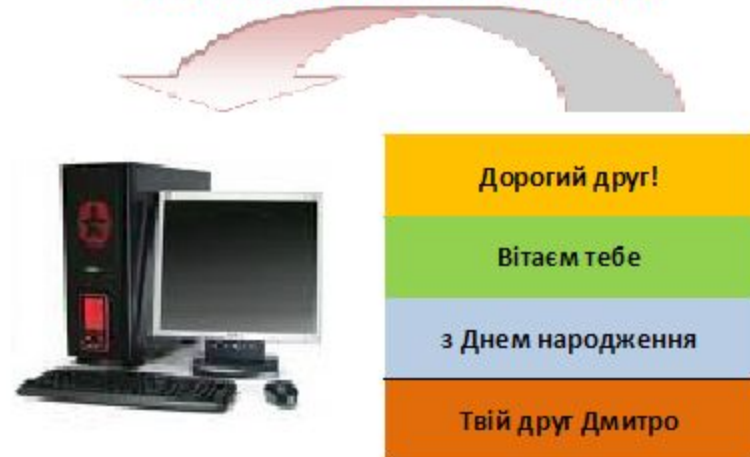 Дорогий друг!
Вітаєм тебе
з Днем народження
Твій друг Дмитро